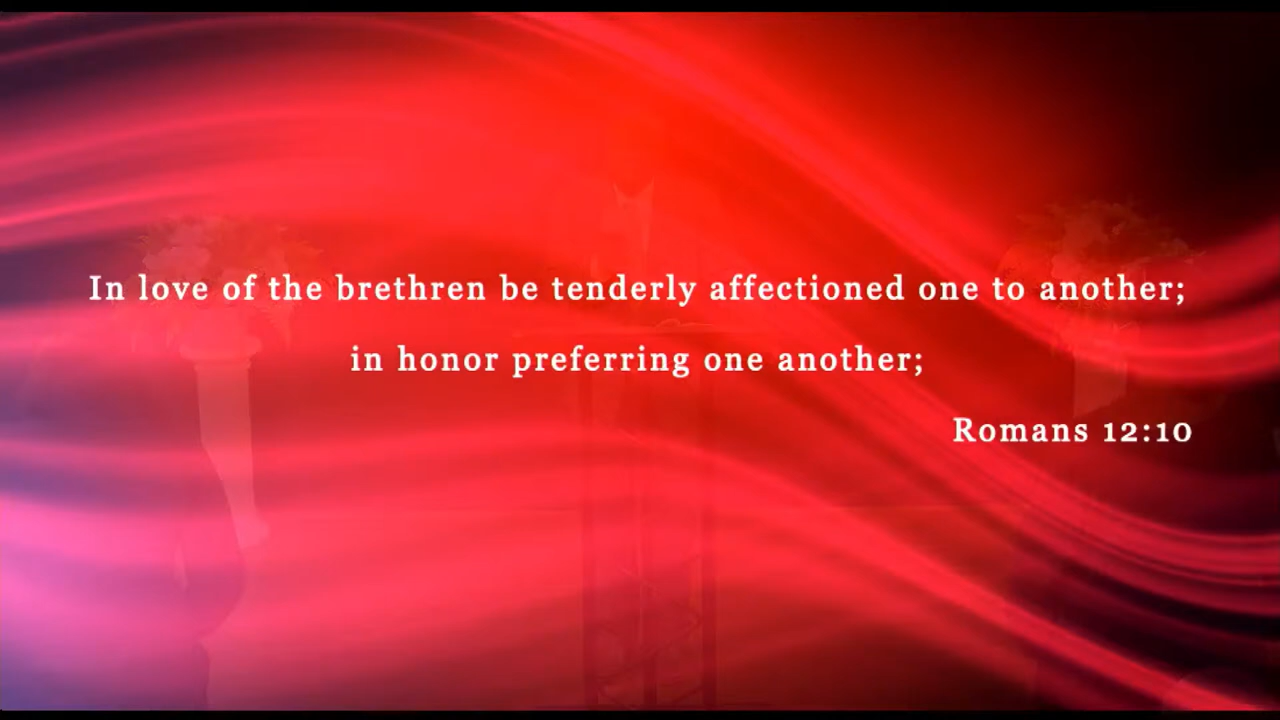 In love of the brethren be tenderly affectioned one to another;
in honor preferring one another;
Romans 12:10